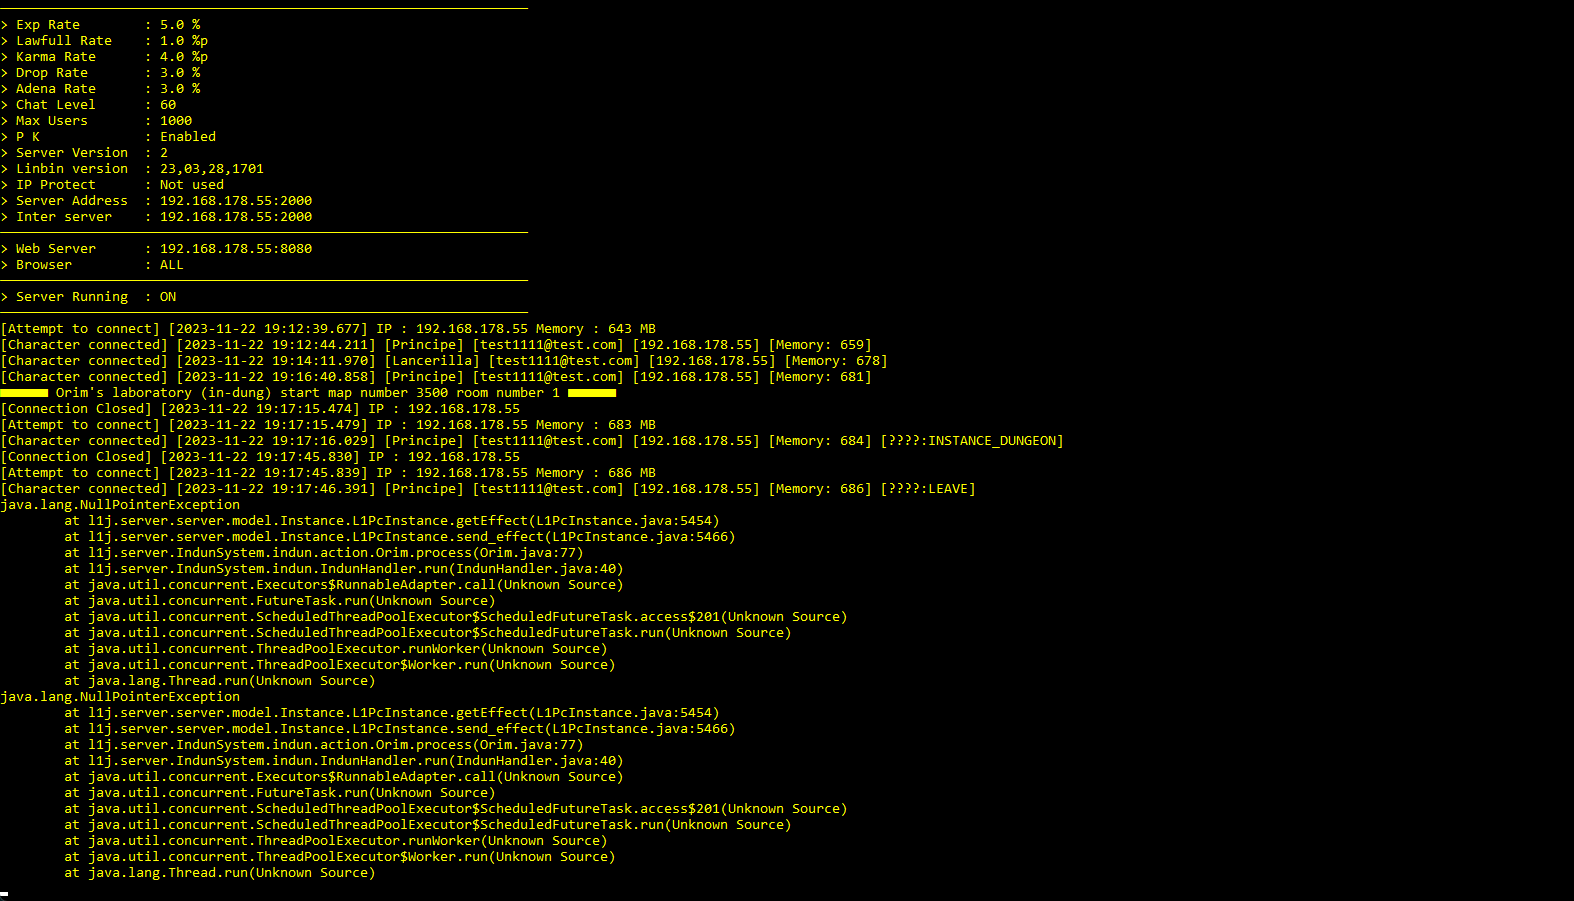 > Exp Rate        : 5.0 %
> Lawfull Rate    : 1.0 %p
> Karma Rate      : 4.0 %p
> Drop Rate       : 3.0 %
> Adena Rate      : 3.0 %
> Chat Level      : 60
> Max Users       : 1000
> P K             : Enabled
> Server Version  : 2
> Linbin version  : 23,03,28,1701
> IP Protect      : Not used
> Server Address  : 192.168.178.55:2000
> Inter server    : 192.168.178.55:2000
> Web Server      : 192.168.178.55:8080
> Browser         : ALL
> Server Running  : ON
[Attempt to connect] [2023-11-22 19:12:39.677] IP : 192.168.178.55 Memory : 643 MB
[Character connected] [2023-11-22 19:12:44.211] [Principe] [test1111@test.com] [192.168.178.55] [Memory: 659]
[Character connected] [2023-11-22 19:14:11.970] [Lancerilla] [test1111@test.com] [192.168.178.55] [Memory: 678]
[Character connected] [2023-11-22 19:16:40.858] [Principe] [test1111@test.com] [192.168.178.55] [Memory: 681]
Orim's laboratory (in-dung) start map number 3500 room number 1
[Connection Closed] [2023-11-22 19:17:15.474] IP : 192.168.178.55
[Attempt to connect] [2023-11-22 19:17:15.479] IP : 192.168.178.55 Memory : 683 MB
[Character connected] [2023-11-22 19:17:16.029] [Principe] [test1111@test.com] [192.168.178.55] [Memory: 684] [????:INSTANCE_DUNGEON]
[Connection Closed] [2023-11-22 19:17:45.830] IP : 192.168.178.55
[Attempt to connect] [2023-11-22 19:17:45.839] IP : 192.168.178.55 Memory : 686 MB
[Character connected] [2023-11-22 19:17:46.391] [Principe] [test1111@test.com] [192.168.178.55] [Memory: 686] [????:LEAVE]
java.lang.NullPointerException
        at l1j.server.server.model.Instance.L1PcInstance.getEffect(L1PcInstance.java:5454)
        at l1j.server.server.model.Instance.L1PcInstance.send_effect(L1PcInstance.java:5466)
        at l1j.server.IndunSystem.indun.action.Orim.process(Orim.java:77)
        at l1j.server.IndunSystem.indun.IndunHandler.run(IndunHandler.java:40)
        at java.util.concurrent.Executors$RunnableAdapter.call(Unknown Source)
        at java.util.concurrent.FutureTask.run(Unknown Source)
        at java.util.concurrent.ScheduledThreadPoolExecutor$ScheduledFutureTask.access$201(Unknown Source)
        at java.util.concurrent.ScheduledThreadPoolExecutor$ScheduledFutureTask.run(Unknown Source)
        at java.util.concurrent.ThreadPoolExecutor.runWorker(Unknown Source)
        at java.util.concurrent.ThreadPoolExecutor$Worker.run(Unknown Source)
        at java.lang.Thread.run(Unknown Source)
java.lang.NullPointerException
        at l1j.server.server.model.Instance.L1PcInstance.getEffect(L1PcInstance.java:5454)
        at l1j.server.server.model.Instance.L1PcInstance.send_effect(L1PcInstance.java:5466)
        at l1j.server.IndunSystem.indun.action.Orim.process(Orim.java:77)
        at l1j.server.IndunSystem.indun.IndunHandler.run(IndunHandler.java:40)
        at java.util.concurrent.Executors$RunnableAdapter.call(Unknown Source)
        at java.util.concurrent.FutureTask.run(Unknown Source)
        at java.util.concurrent.ScheduledThreadPoolExecutor$ScheduledFutureTask.access$201(Unknown Source)
        at java.util.concurrent.ScheduledThreadPoolExecutor$ScheduledFutureTask.run(Unknown Source)
        at java.util.concurrent.ThreadPoolExecutor.runWorker(Unknown Source)
        at java.util.concurrent.ThreadPoolExecutor$Worker.run(Unknown Source)
        at java.lang.Thread.run(Unknown Source)